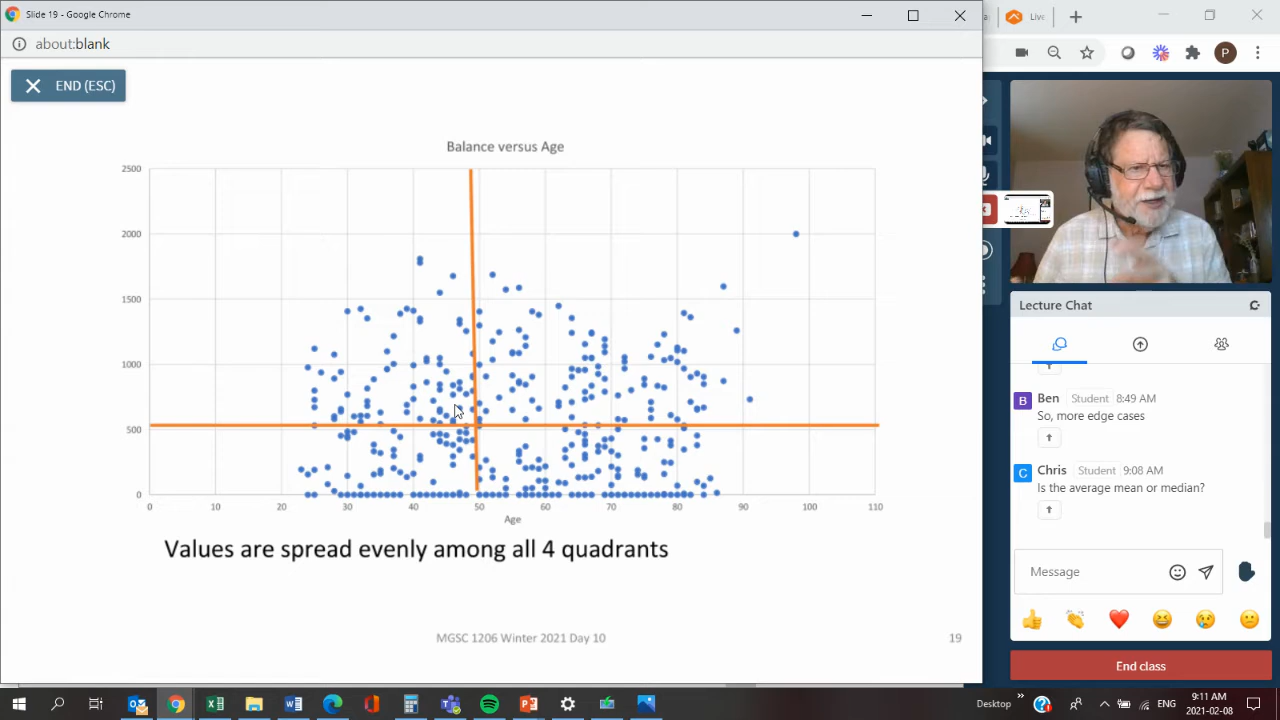 Slide 19 - Google Chrome
about:blank
END (ESC)
Balance versus Age
2500
2000
1500
1000
500
0
0 10 20 30 40 50 60 70 80 90 100 110
Age
Values are spread evenly among all 4 quadrants
MGSC 1206 Winter 2021 Day 10
19
Live
P
Lecture Chat
B
Ben Student 8:49 AM
So, more edge cases
C
Chris Student 9:08 AM
Is the average mean or median?
Message
End class
Desktop
ENG
9:11 AM
2021-02-08